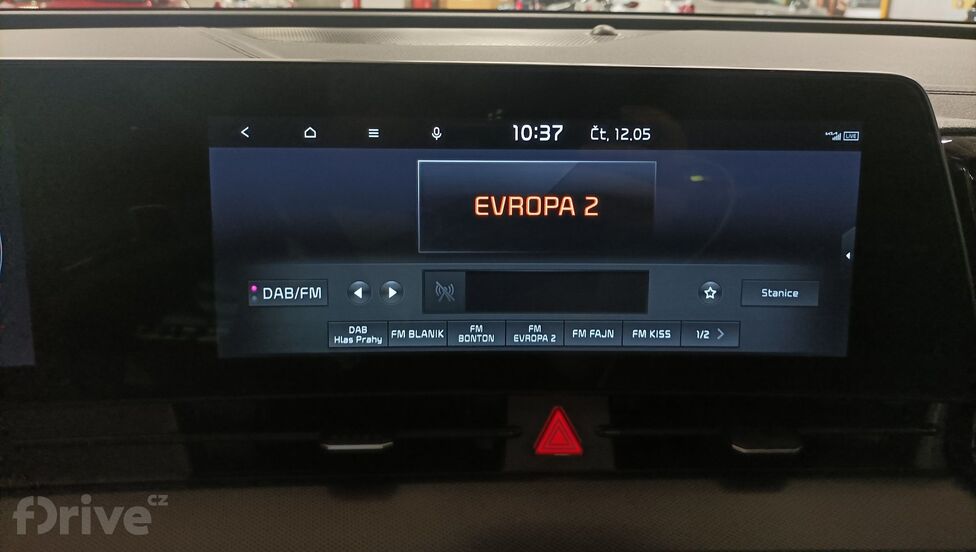 10:37 Čt, 12.05 LIVE
EVROPA 2
DAB/FM
Stanice
DAB
Hlas Prahy
FM BLANIK
FM
BONTON
FM
EVROPA 2
FM FAJN
FM KISS
1/2
fDrive.cz